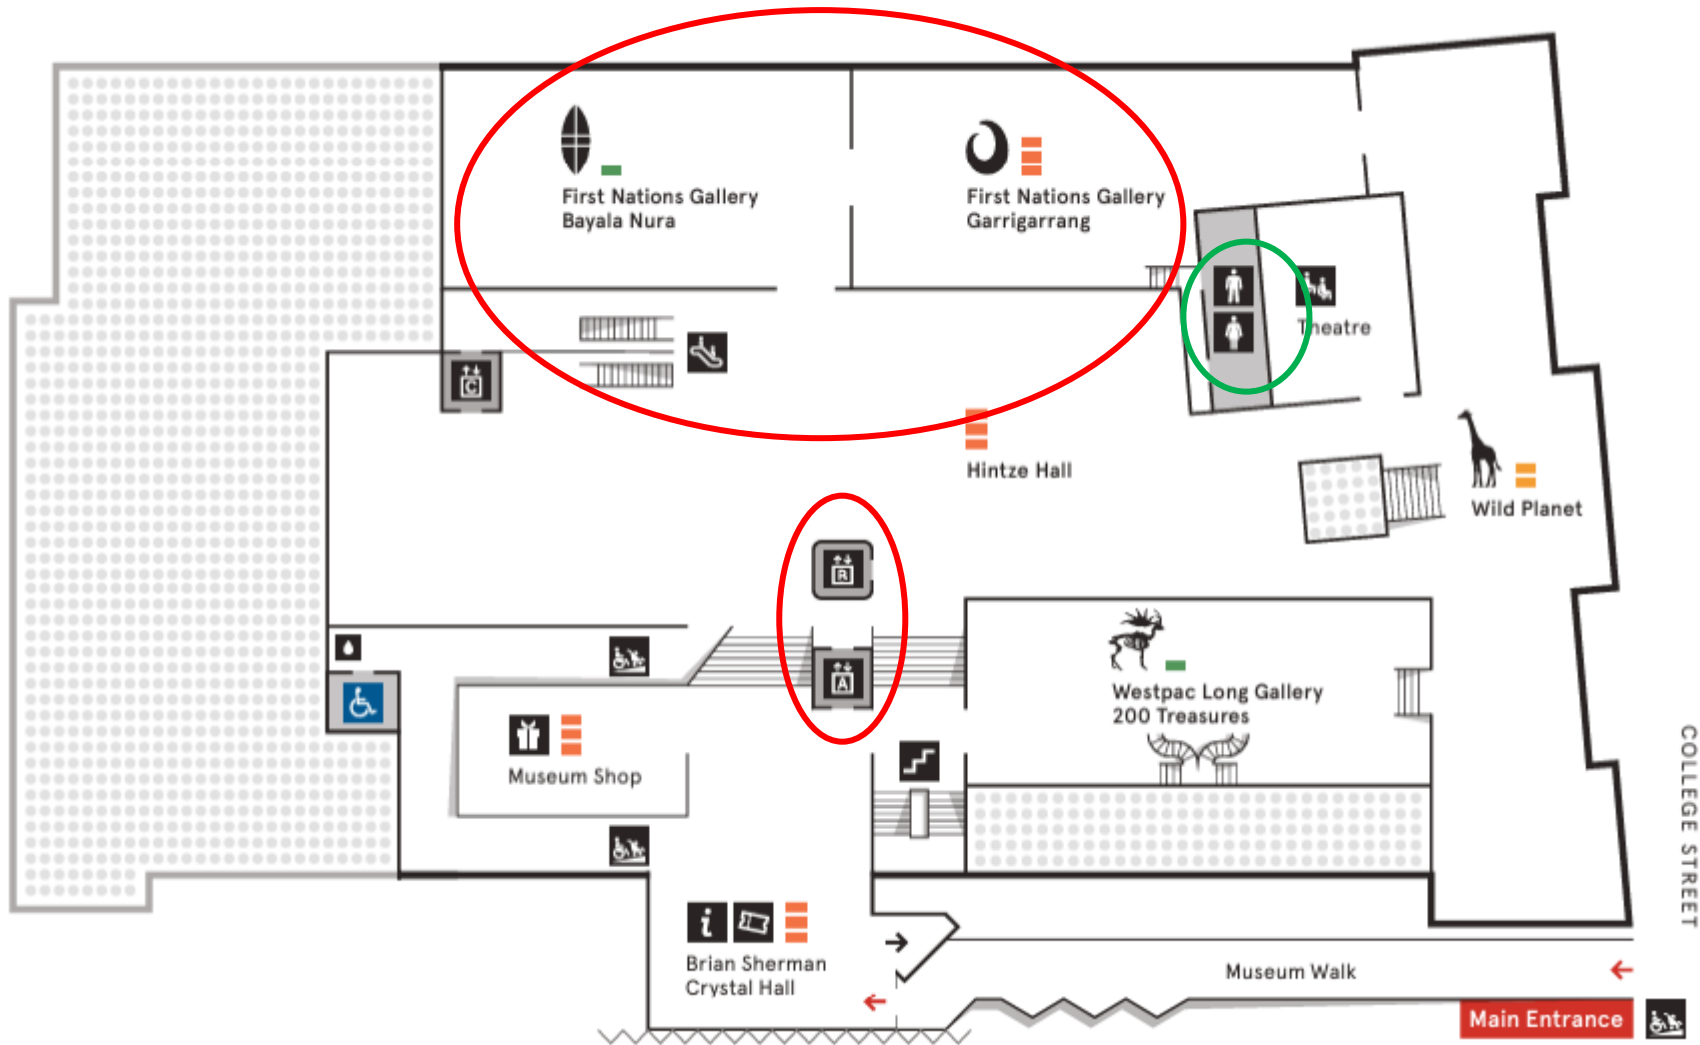 First Nations Gallery
Bayala Nura
First Nations Gallery
Garrigarrang
Theatre
C
Hintze Hall
Wild Planet
B
A
Westpac Long Gallery
200 Treasures
Museum Shop
COLLEGE STREET
i
Brian Sherman
Crystal Hall
Museum Walk
Main Entrance